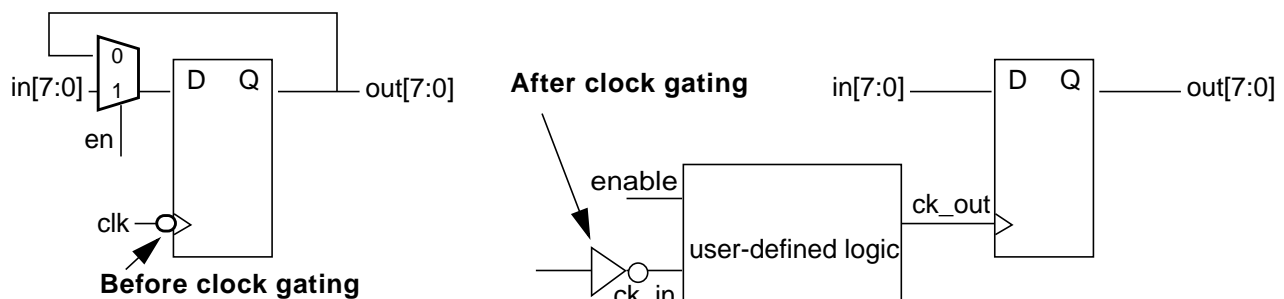 0
in[7:0]
1
D Q
out[7:0]
en
clk
Before clock gating
After clock gating
in[7:0]
D Q
out[7:0]
enable
ck_out
user-defined logic
ck_in